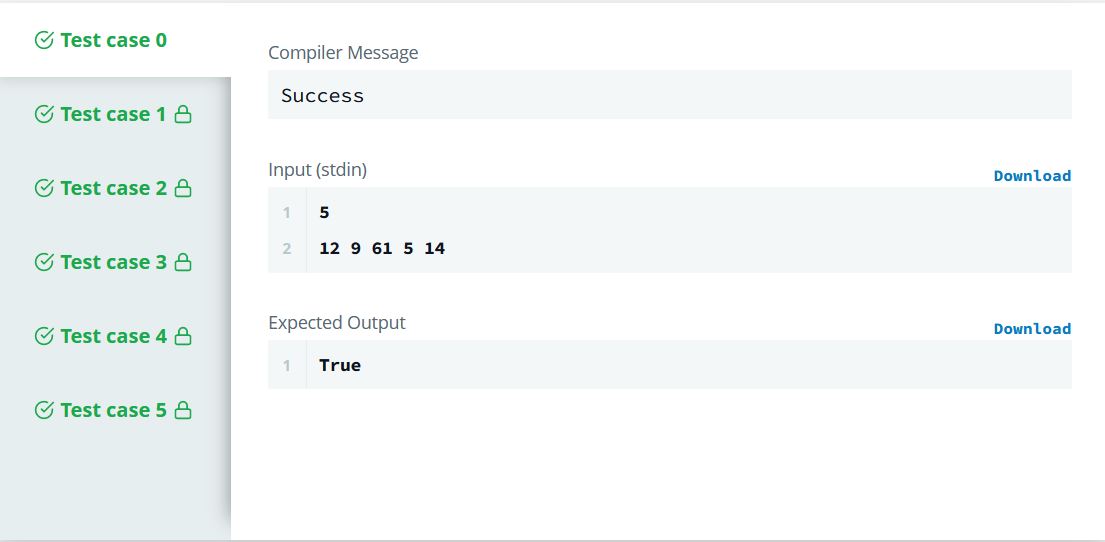 Test case 0
Test case 1
Test case 2
Test case 3
Test case 4
Test case 5
Compiler Message
Success
Input (stdin)
Download
1 5
2 12 9 61 5 14
Expected Output
Download
1 True